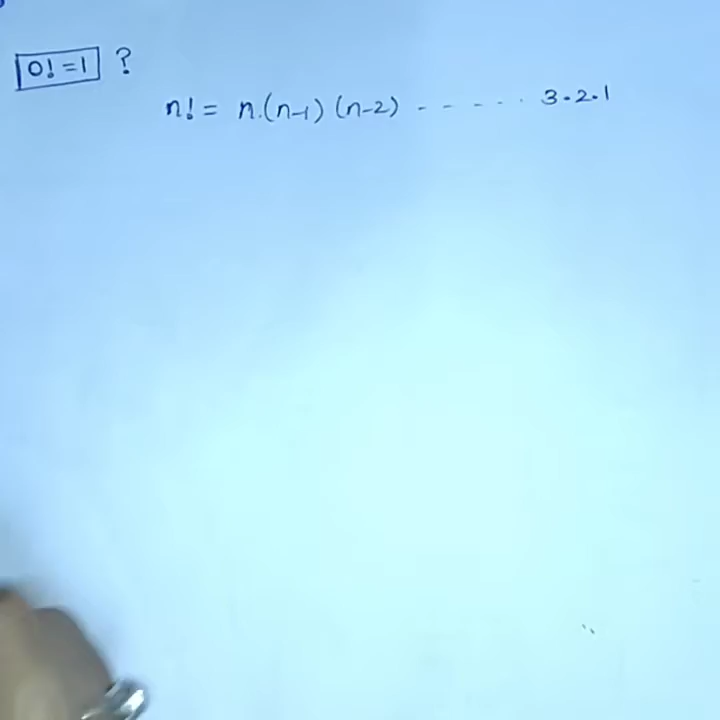 0! = 1 ?
n! = n.(n-1) (n-2) - - - - - . 3.2.1